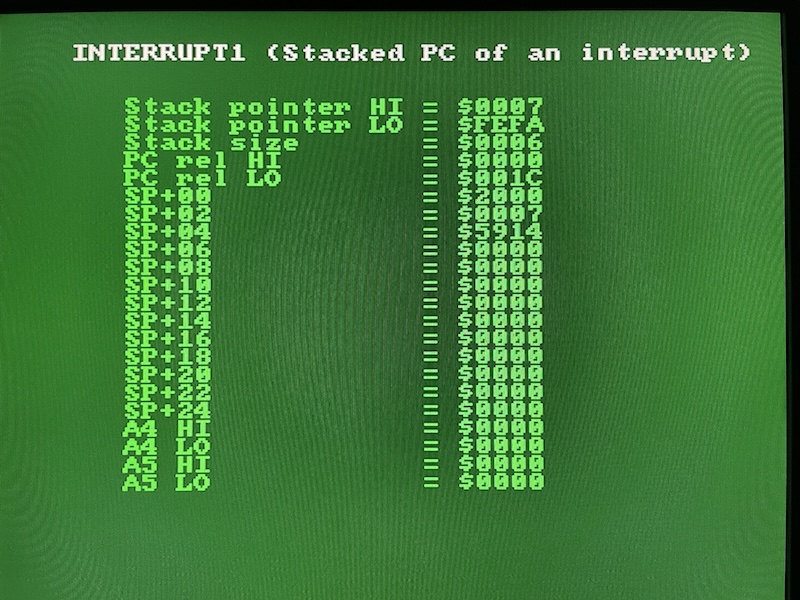 INTERRUPT1 (Stacked PC of an interrupt)
Stack pointer HI = $0007
Stack pointer LO = $FEFA
Stack size = $0006
PC rel HI = $0000
PC rel LO = $001C
SP+00 = $2000
SP+02 = $0007
SP+04 = $5914
SP+06 = $0000
SP+08 = $0000
SP+10 = $0000
SP+12 = $0000
SP+14 = $0000
SP+16 = $0000
SP+18 = $0000
SP+20 = $0000
SP+22 = $0000
SP+24 = $0000
A4 HI = $0000
A4 LO = $0000
A5 HI = $0000
A5 LO = $0000